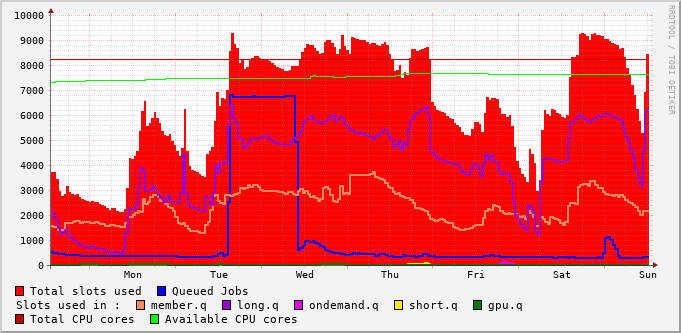 10000
9000
8000
7000
6000
5000
4000
3000
2000
1000
0
Mon Tue Wed Thu Fri Sat Sun
RRDTOOL / TOBI OETIKER
Total slots used Queued Jobs
Slots used in : member.q long.q ondemand.q short.q gpu.q
Total CPU cores Available CPU cores